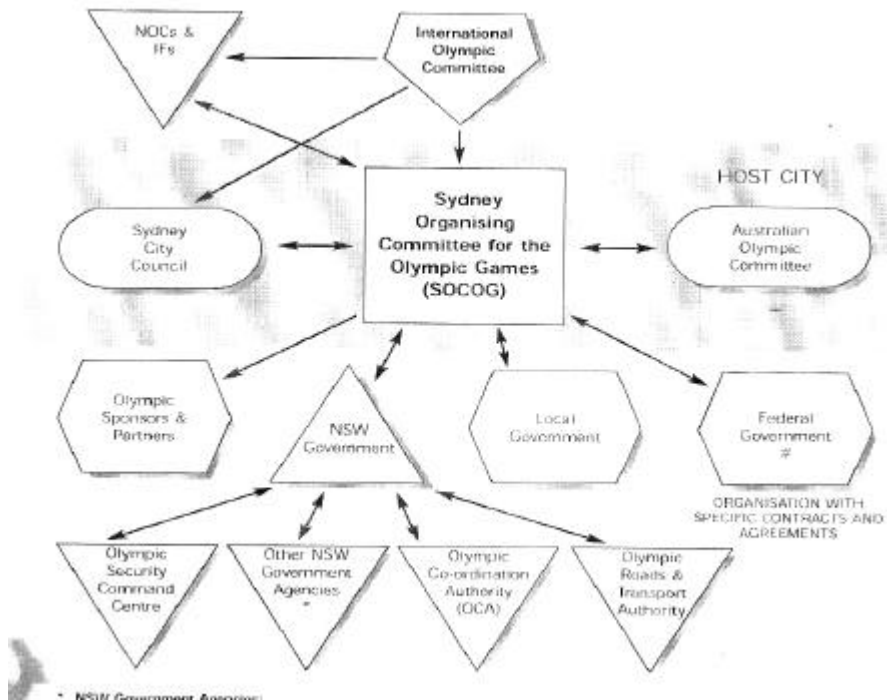 NOCs &
IFs
International
Olympic
Committee
HOST CITY
Sydney
City
Council
Sydney
Organising
Committee for the
Olympic Games
(SOCOG)
Australian
Olympic
Committee
Olympic
Sponsors &
Partners
NSW
Government
Local
Government
Federal
Government
#
ORGANISATION WITH
SPECIFIC CONTRACTS AND
AGREEMENTS
Olympic
Security
Command
Centre
Other NSW
Government
Agencies
*
Olympic
Co-ordination
Authority
(OCA)
Olympic
Roads &
Transport
Authority
* NSW Government Agencies: